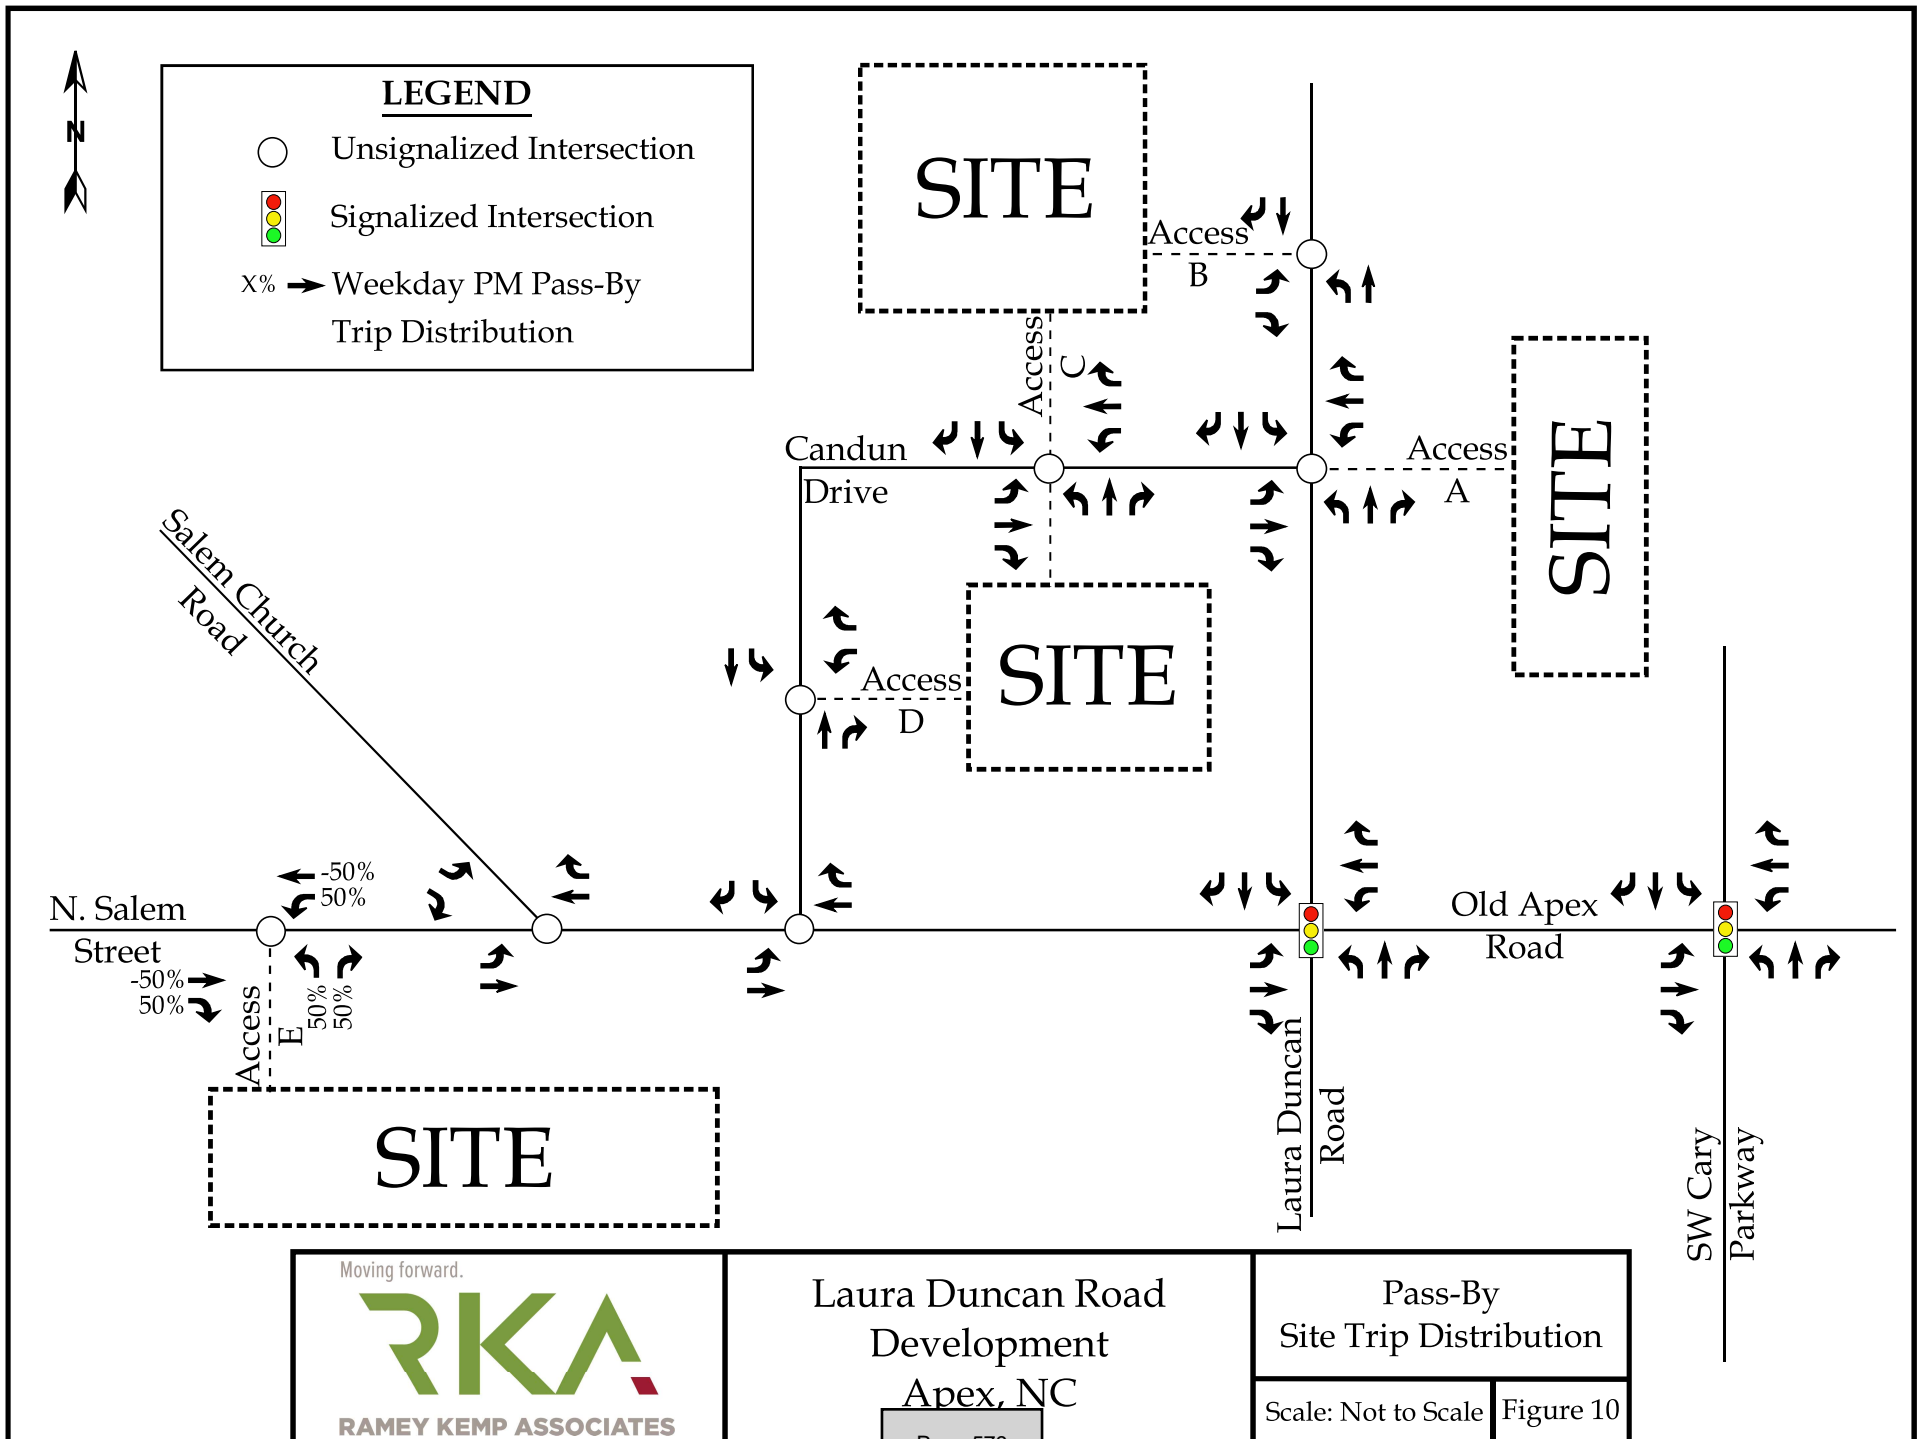 N
LEGEND
Unsignalized Intersection
Signalized Intersection
X% Weekday PM Pass-By
Trip Distribution
SITE
Access
B
Access
C
SITE
Candun
Drive
Access
A
Salem Church
Road
SITE
Access
D
-50%
50%
N. Salem
Street
-50%
50%
50%
50%
Access
E
Old Apex
Road
Laura Duncan
Road
SW Cary
Parkway
SITE
Moving forward.
RKA
RAMEY KEMP ASSOCIATES
Laura Duncan Road
Development
Apex, NC
Pass-By
Site Trip Distribution
Scale: Not to Scale
Figure 10